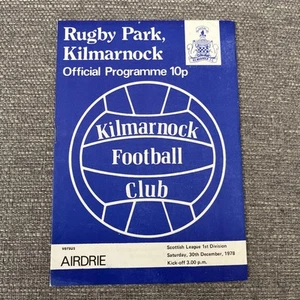 Rugby Park,
Kilmarnock
Official Programme 10p
Kilmarnock
Football
Club
versus
AIRDRIE
Scottish League 1st Division
Saturday, 30th December, 1978
Kick-off 3.00 p.m.